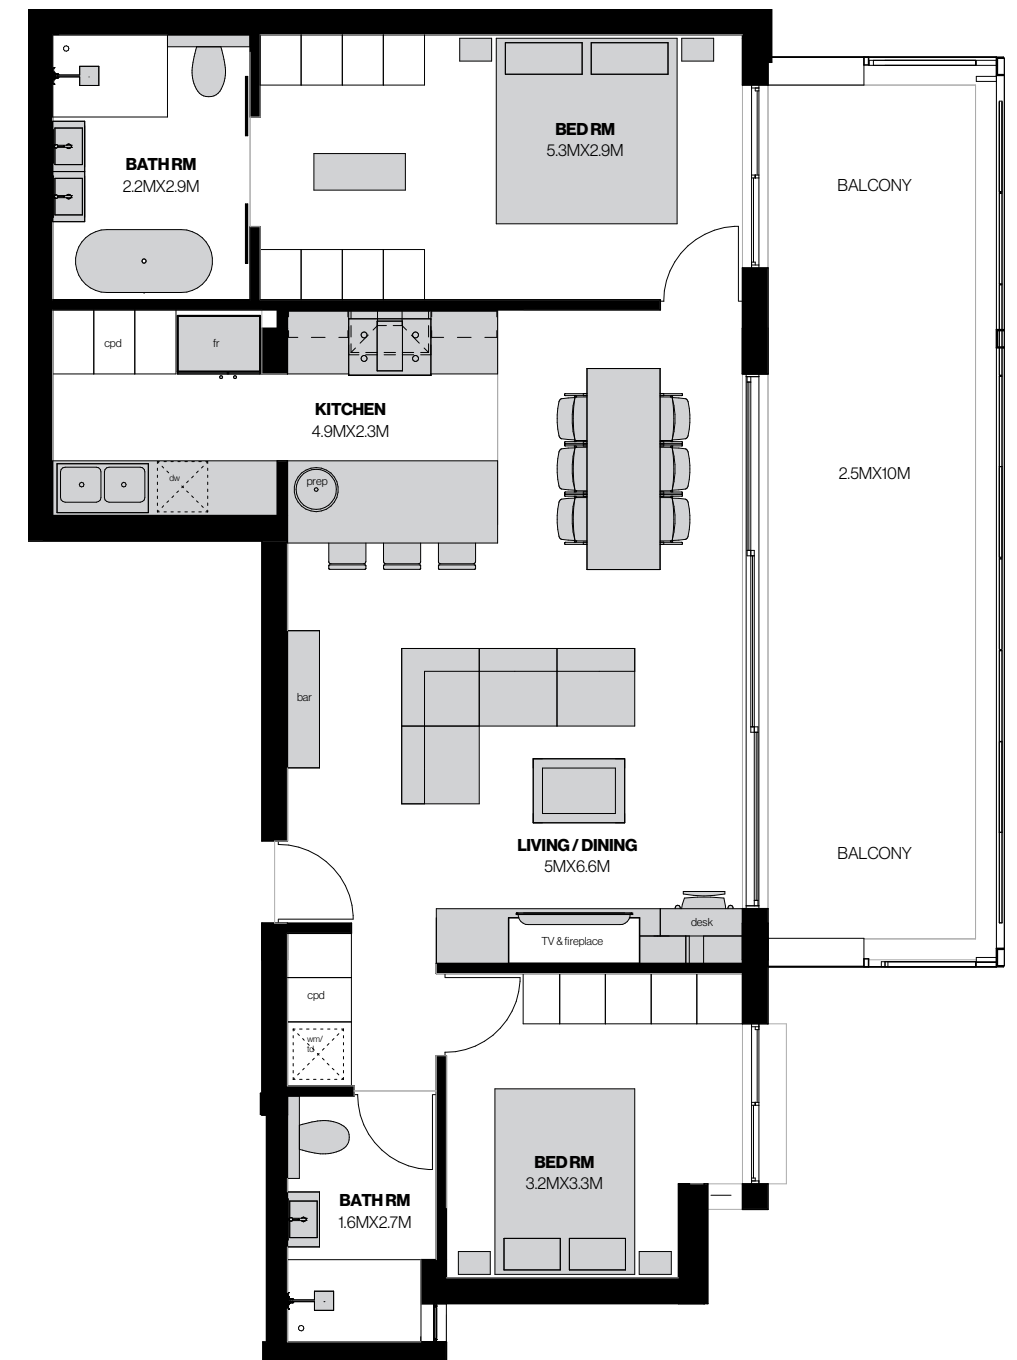 BED RM
5.3MX2.9M
BATH RM
2.2MX2.9M
BALCONY
cpd
fr
KITCHEN
4.9MX2.3M
2.5MX10M
dw
prep
bar
LIVING / DINING
5MX6.6M
BALCONY
desk
TV & fireplace
cpd
wm/
td
BED RM
3.2MX3.3M
BATH RM
1.6MX2.7M